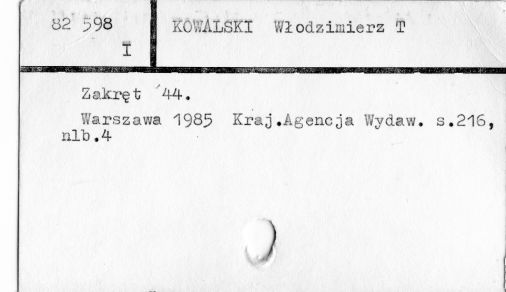 82 598
I
KOWALSKI Włodzimierz T
Zakręt ´44.
Warszawa 1985 Kraj.Agencja Wydaw. s.216,
nlb.4